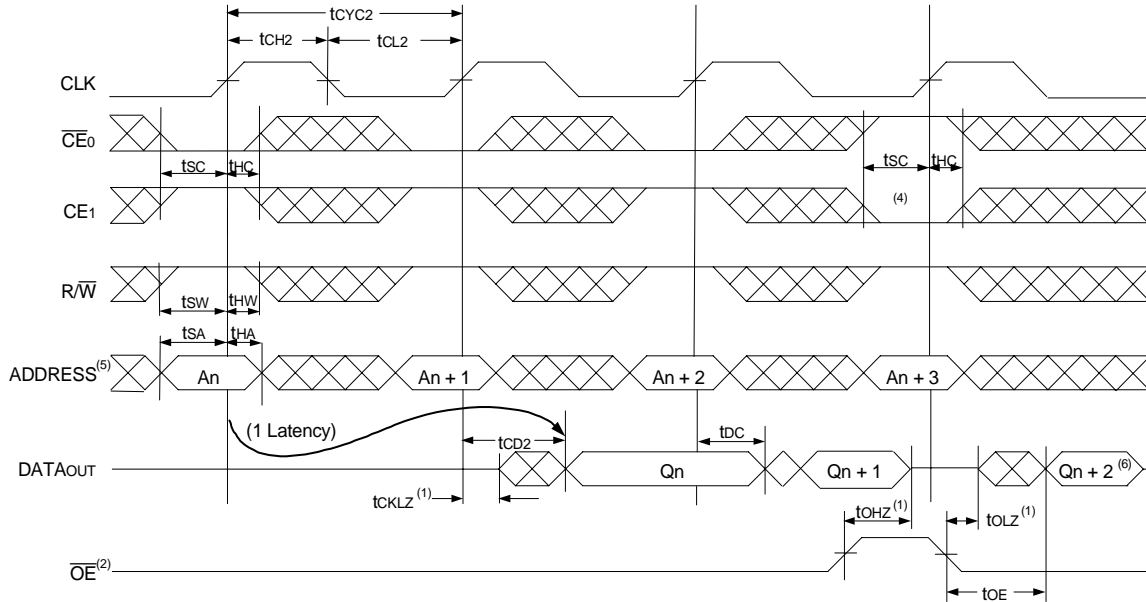 tCYC2
tCH2 tCL2
CLK
CE0
tSC tHC tSC tHC
CE1 (4)
R/W
tSW tHW
tSA tHA
ADDRESS(5) An An + 1 An + 2 An + 3
(1 Latency) tCD2 tDC
DATAOUT Qn Qn + 1 Qn + 2(6)
tCKLZ(1) tOHZ(1) tOLZ(1)
OE(2)
tOE